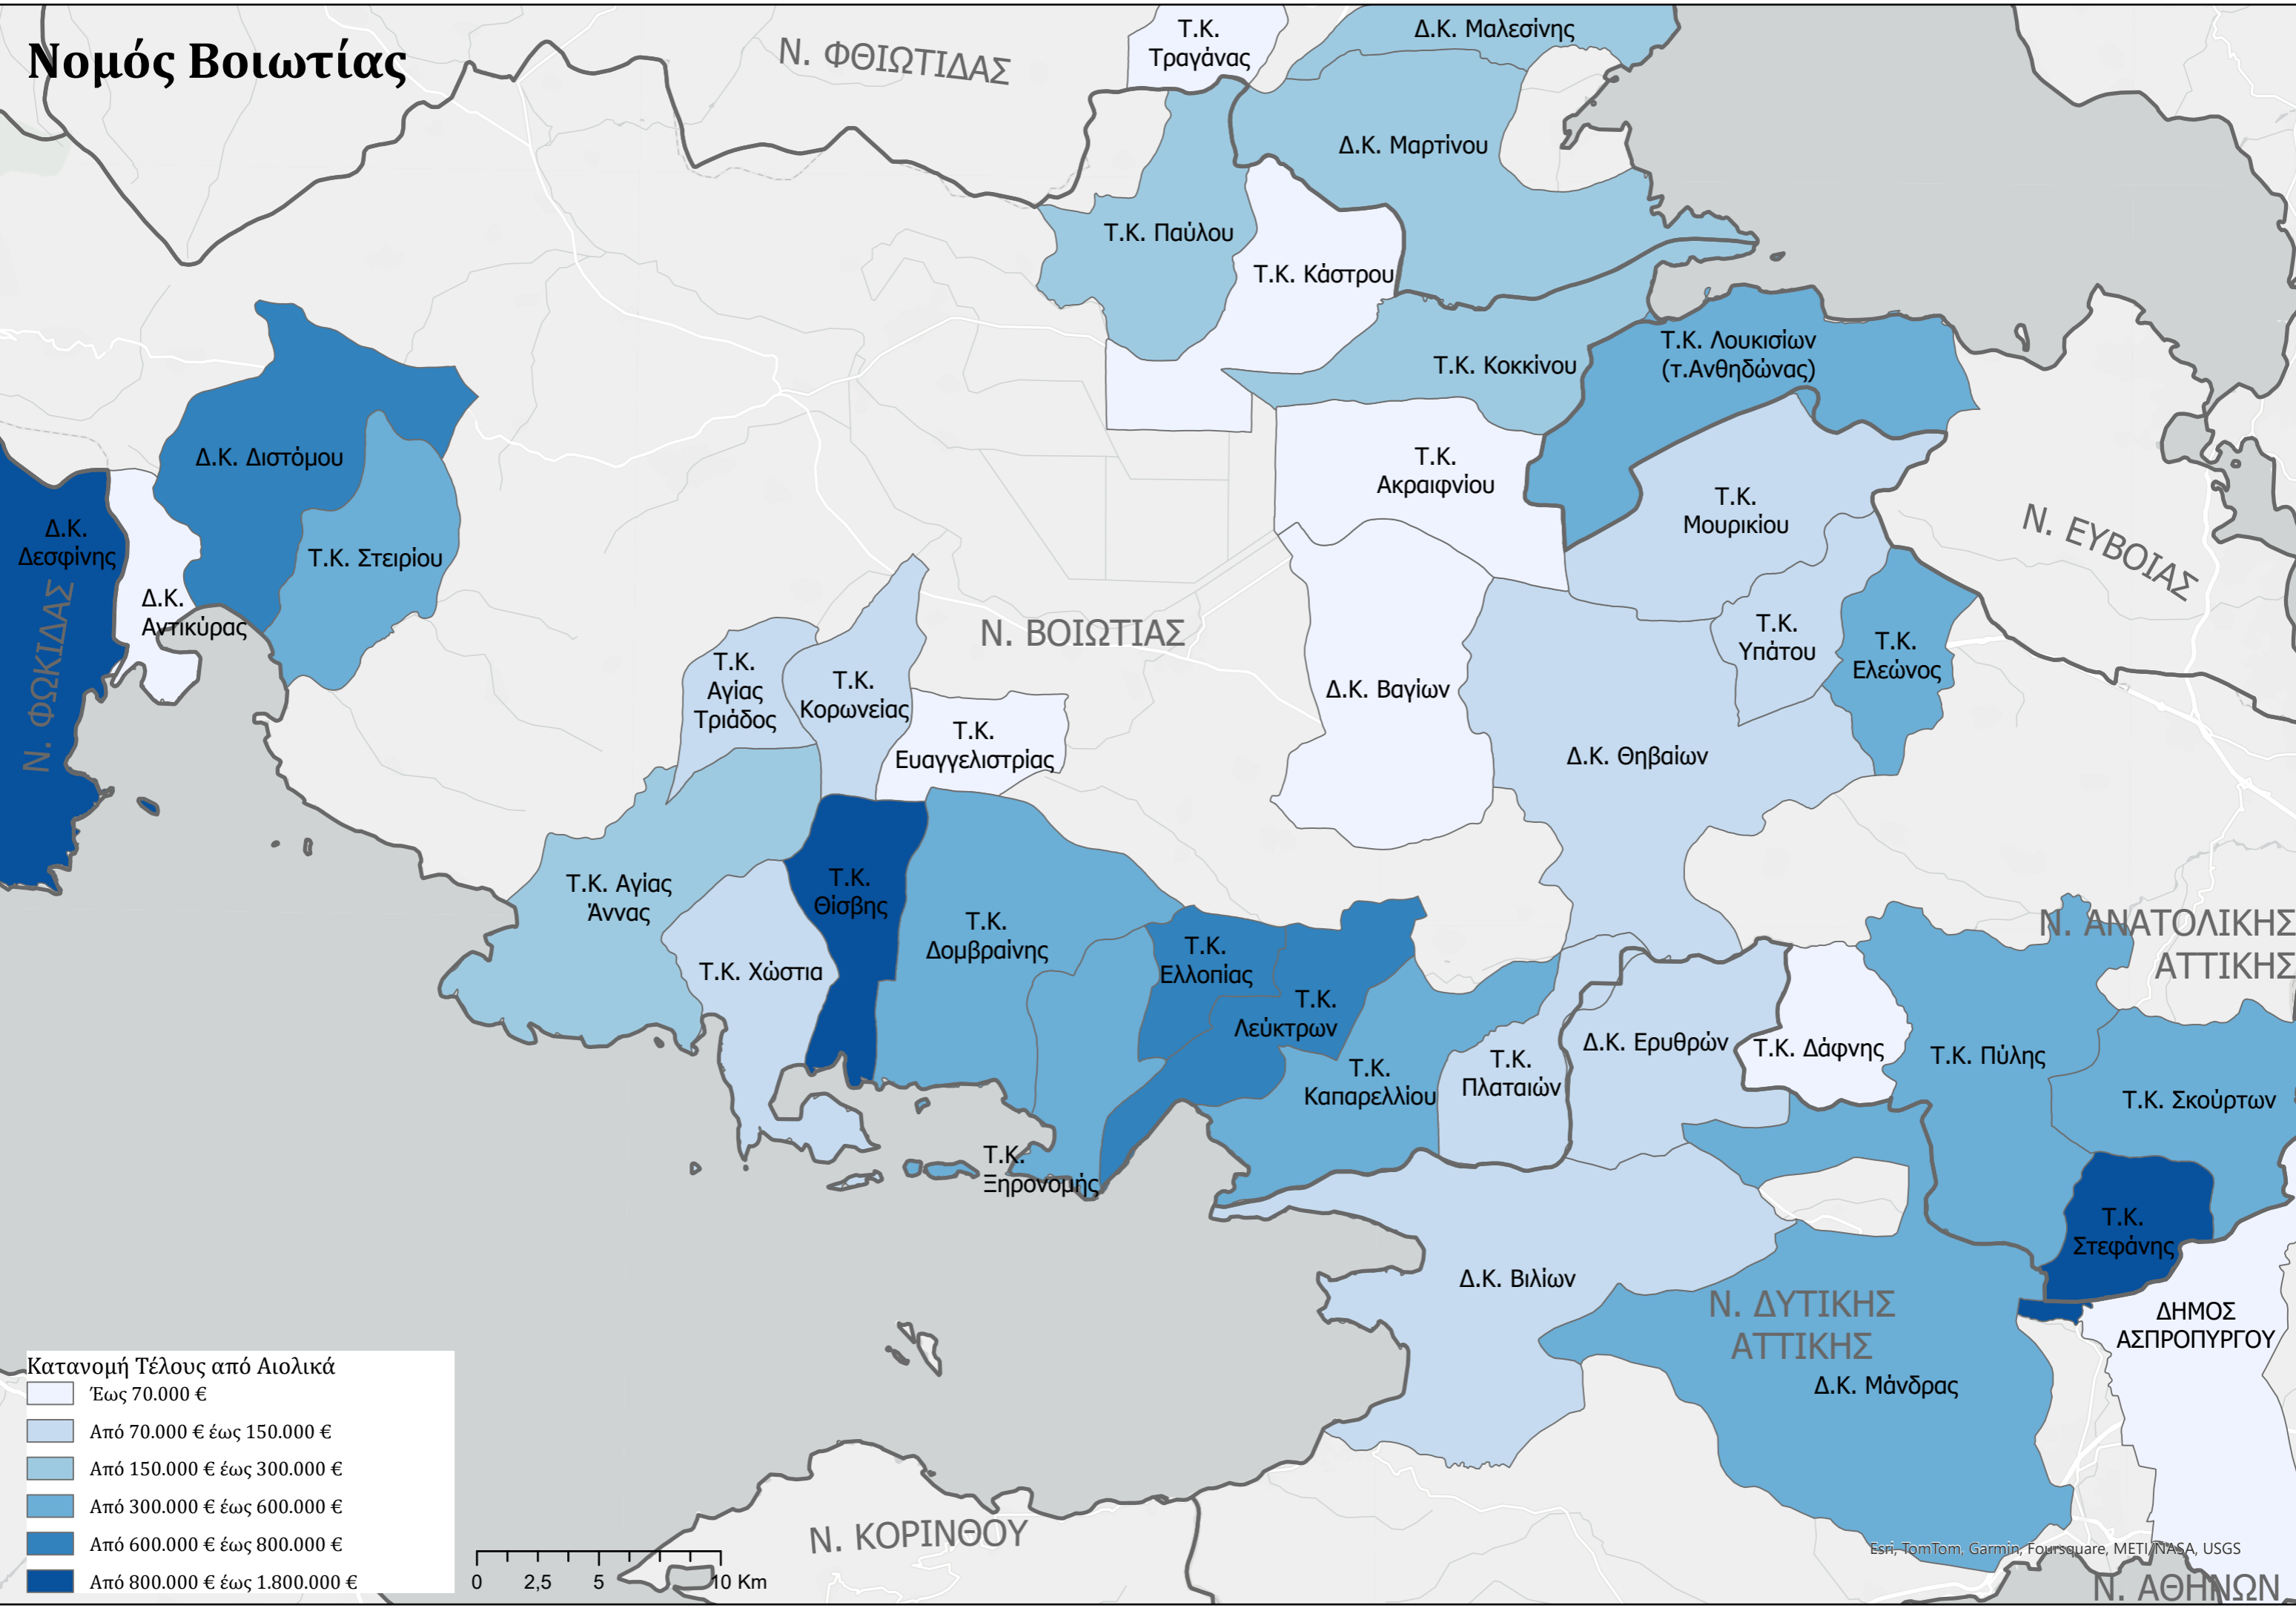 Νομός Βοιωτίας
Ν. ΦΘΙΩΤΙΔΑΣ
Τ.Κ.
Τραγάνας
Δ.Κ. Μαλεσίνης
Δ.Κ. Μαρτίνου
Τ.Κ. Παύλου
Τ.Κ. Κάστρου
Τ.Κ. Κοκκίνου
Τ.Κ. Λουκισίων
(τ.Ανθηδώνας)
Δ.Κ. Διστόμου
Τ.Κ.
Ακραιφνίου
Τ.Κ.
Μουρικίου
Ν. ΕΥΒΟΙΑΣ
Δ.Κ.
Δεσφίνης
Τ.Κ. Στειρίου
Δ.Κ.
Αντικύρας
Ν. ΦΩΚΙΔΑΣ
Ν. ΒΟΙΩΤΙΑΣ
Τ.Κ.
Υπάτου
Τ.Κ.
Ελεώνος
Τ.Κ.
Αγίας
Τριάδος
Τ.Κ.
Κορωνείας
Δ.Κ. Βαγίων
Τ.Κ.
Ευαγγελιστρίας
Δ.Κ. Θηβαίων
Τ.Κ. Αγίας
Άννας
Τ.Κ.
Θίσβης
Τ.Κ.
Δομβραίνης
Τ.Κ.
Ελλοπίας
Ν. ΑΝΑΤΟΛΙΚΗΣ
ΑΤΤΙΚΗΣ
Τ.Κ. Χώστια
Τ.Κ.
Λεύκτρων
Τ.Κ.
Καπαρελλίου
Τ.Κ.
Πλαταιών
Δ.Κ. Ερυθρών
Τ.Κ. Δάφνης
Τ.Κ. Πύλης
Τ.Κ. Σκούρτων
Τ.Κ.
Ξηρονομής
Τ.Κ.
Στεφάνης
Δ.Κ. Βιλίων
Ν. ΔΥΤΙΚΗΣ
ΑΤΤΙΚΗΣ
Δ.Κ. Μάνδρας
ΔΗΜΟΣ
ΑΣΠΡΟΠΥΡΓΟΥ
Κατανομή Τέλους από Αιολικά
Έως 70.000 €
Από 70.000 € έως 150.000 €
Από 150.000 € έως 300.000 €
Από 300.000 € έως 600.000 €
Από 600.000 € έως 800.000 €
Από 800.000 € έως 1.800.000 €
0 2,5 5 10 Km
Ν. ΚΟΡΙΝΘΟΥ
Esri, TomTom, Garmin, Foursquare, METI/NASA, USGS
Ν. ΑΘΗΝΩΝ